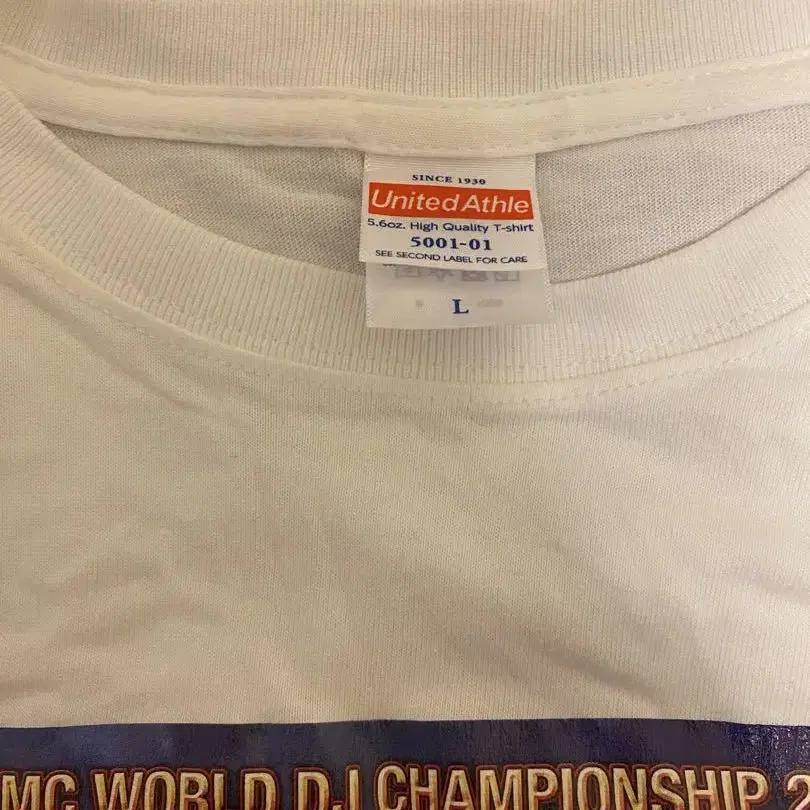 SINCE 1930
United Athle
5.6oz. High Quality T-shirt
5001-01
SEE SECOND LABEL FOR CARE
L
MC WORLD DJ CHAMPIONSHIP 2